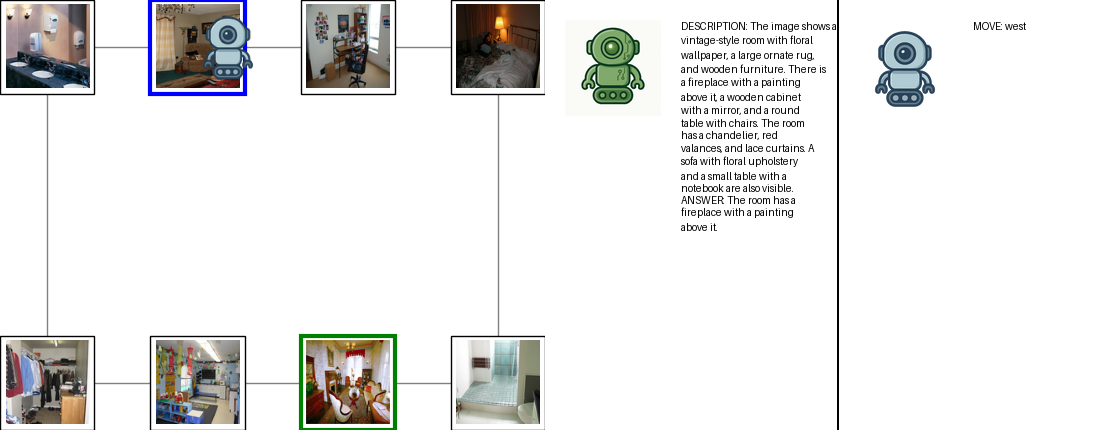 DESCRIPTION: The image shows a
vintage-style room with floral
wallpaper, a large ornate rug,
and wooden furniture. There is
a fireplace with a painting
above it, a wooden cabinet
with a mirror, and a round
table with chairs. The room
has a chandelier, red
valances, and lace curtains. A
sofa with floral upholstery
and a small table with a
notebook are also visible.
ANSWER: The room has a
fireplace with a painting
above it.
MOVE: west